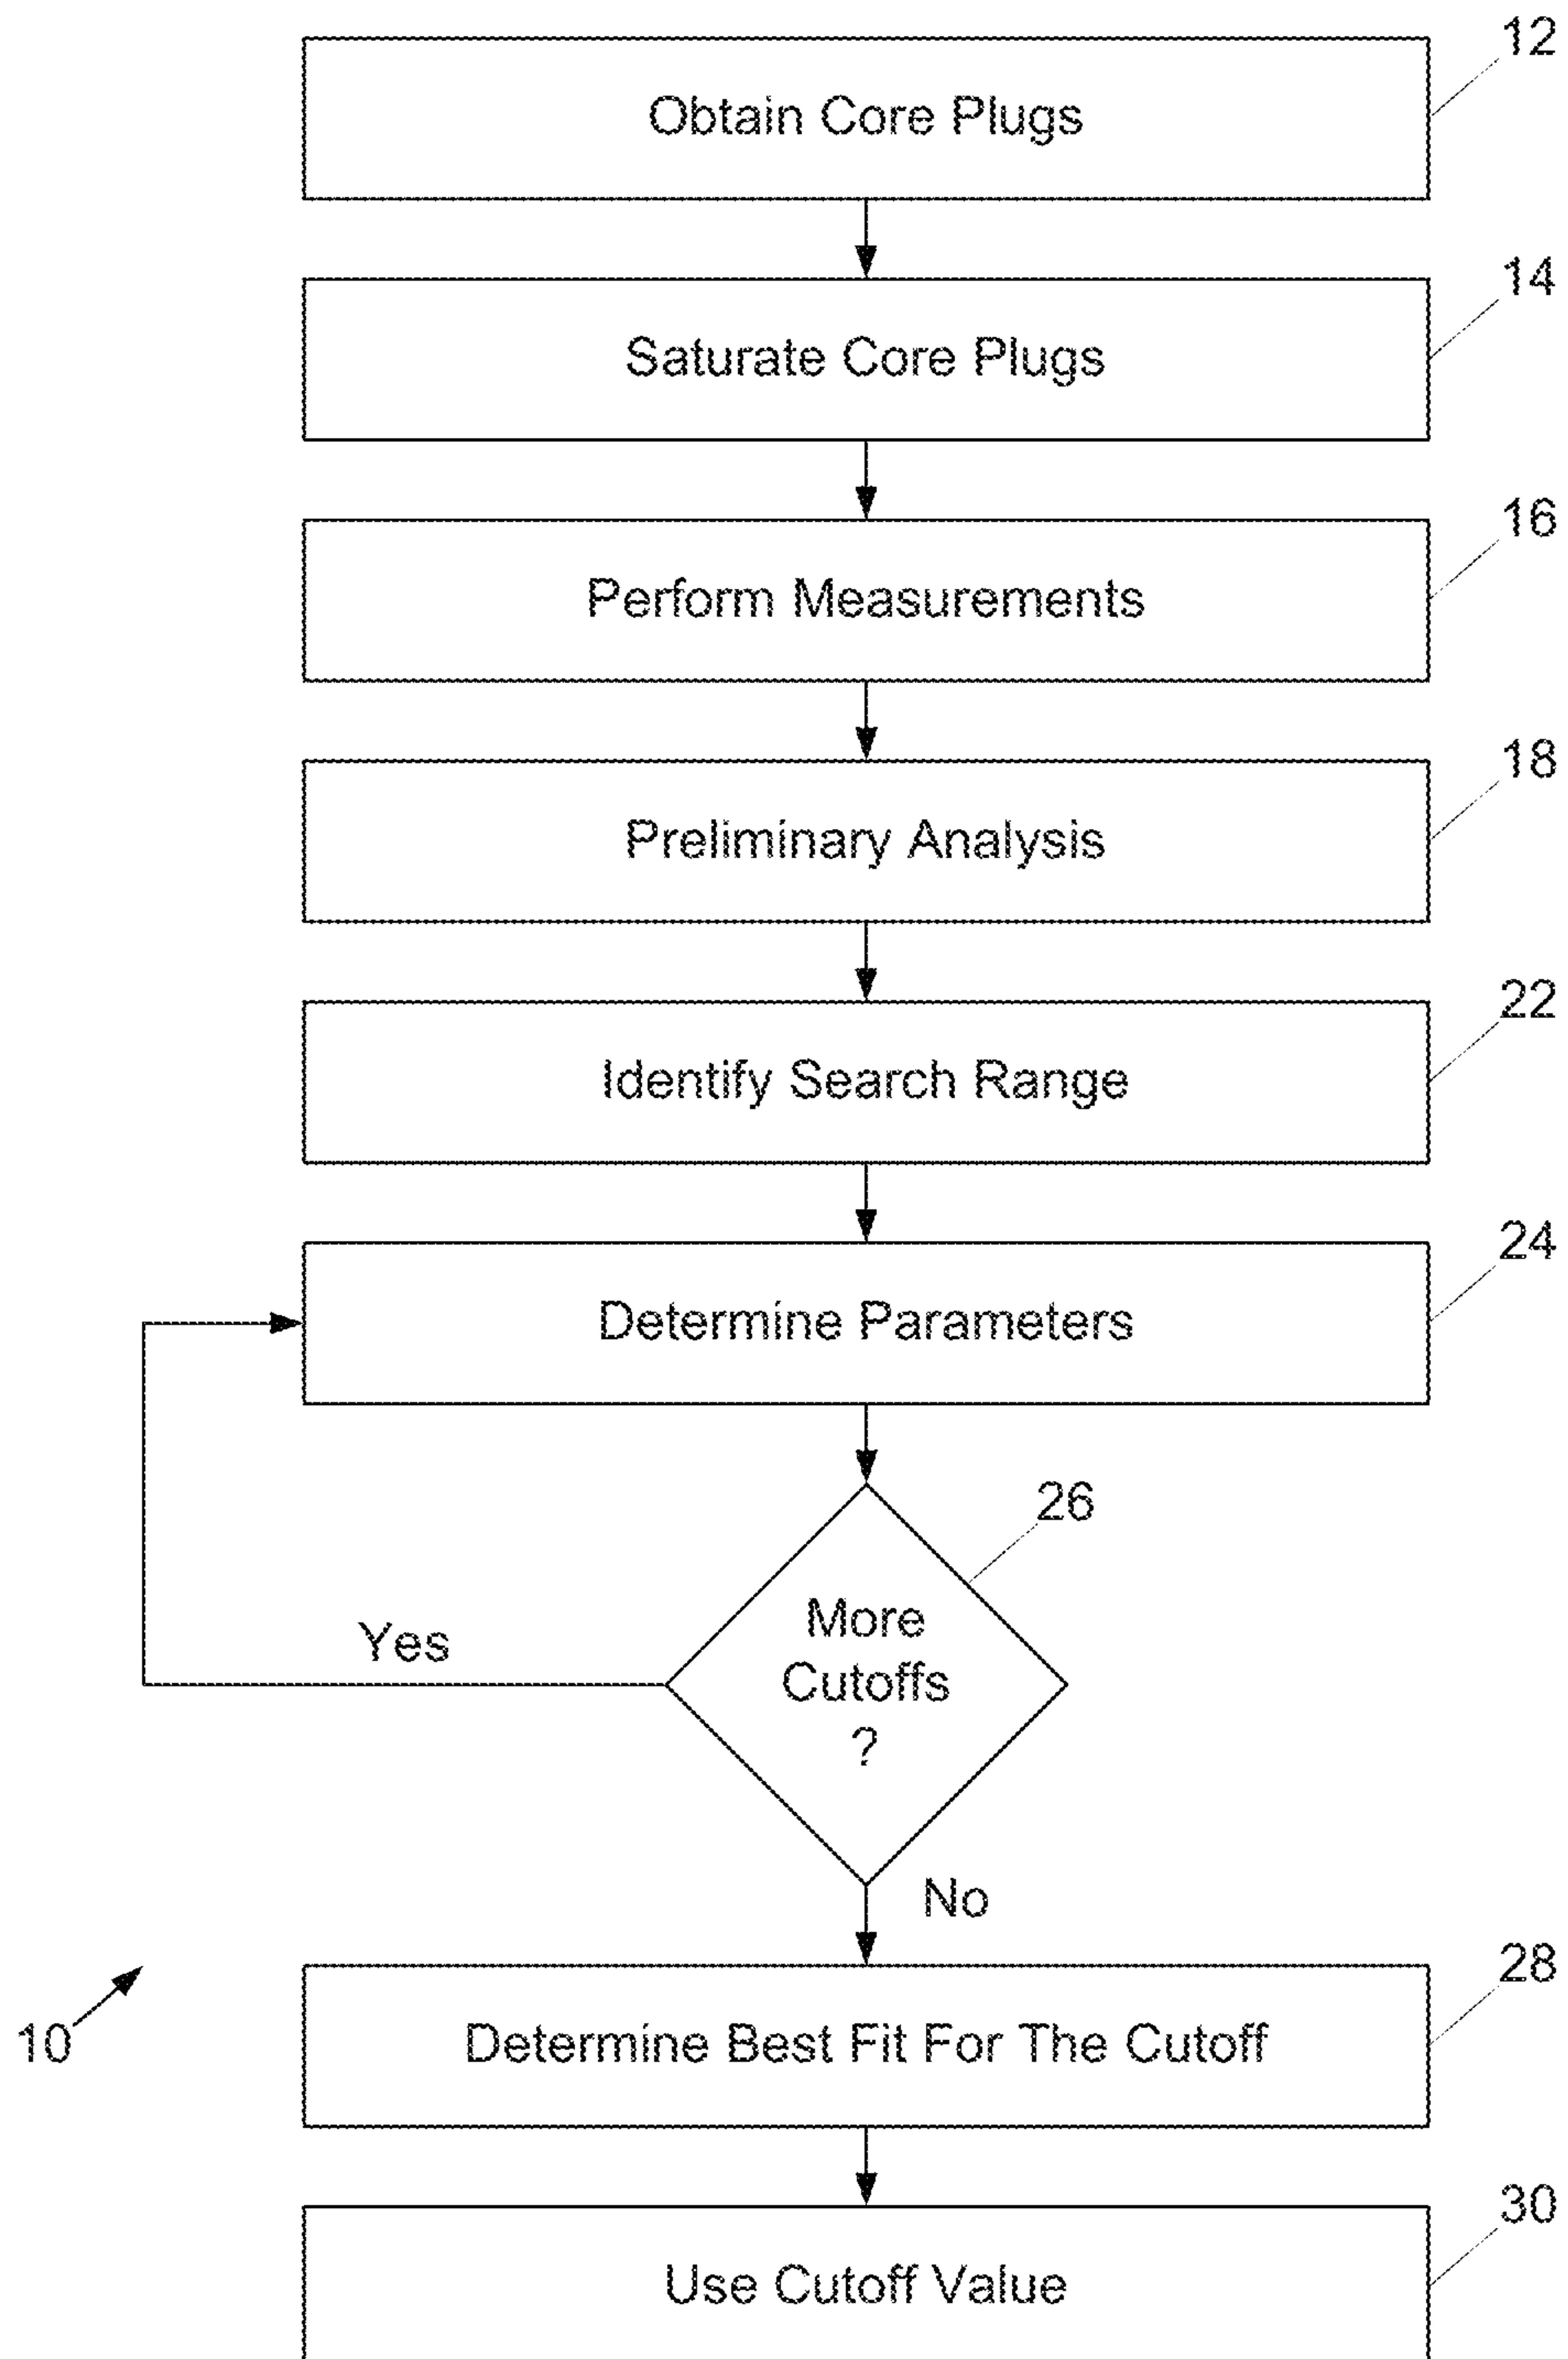 12
Obtain Core Plugs
14
Saturate Core Plugs
16
Perform Measurements
18
Preliminary Analysis
22
Identify Search Range
24
Determine Parameters
26
More
Cutoffs
?
Yes
No
28
Determine Best Fit For The Cutoff
10
30
Use Cutoff Value